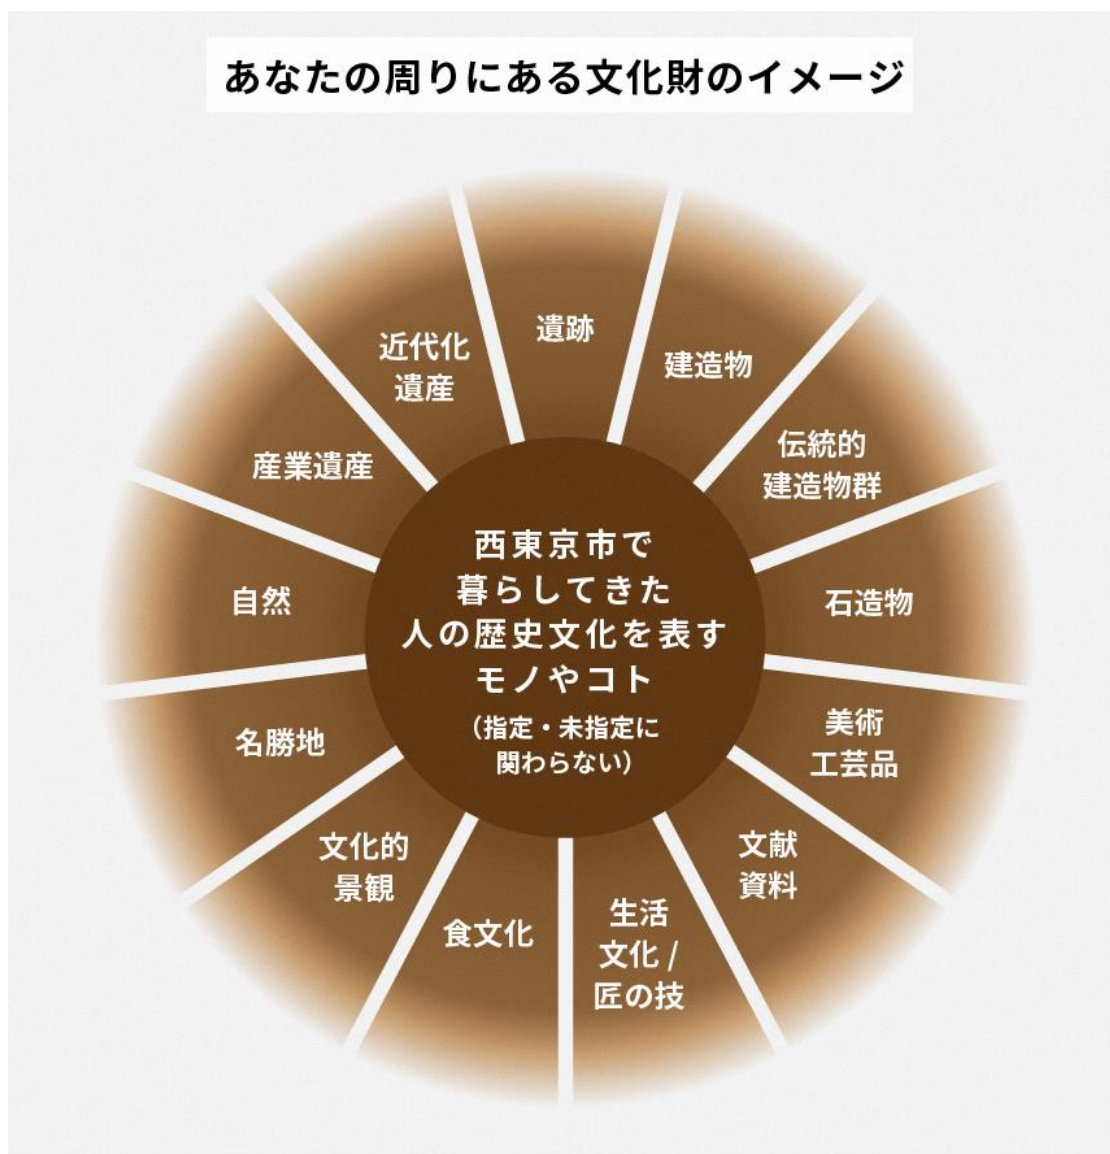 あなたの周りにある文化財のイメージ
遺跡
建造物
伝統的
建造物群
石造物
美術
工芸品
文献
資料
生活
文化 /
匠の技
食文化
文化的
景観
名勝地
自然
産業遺産
近代化
遺産
西東京市で
暮らしてきた
人の歴史文化を表す
モノやコト
（指定・未指定に
関わらない）